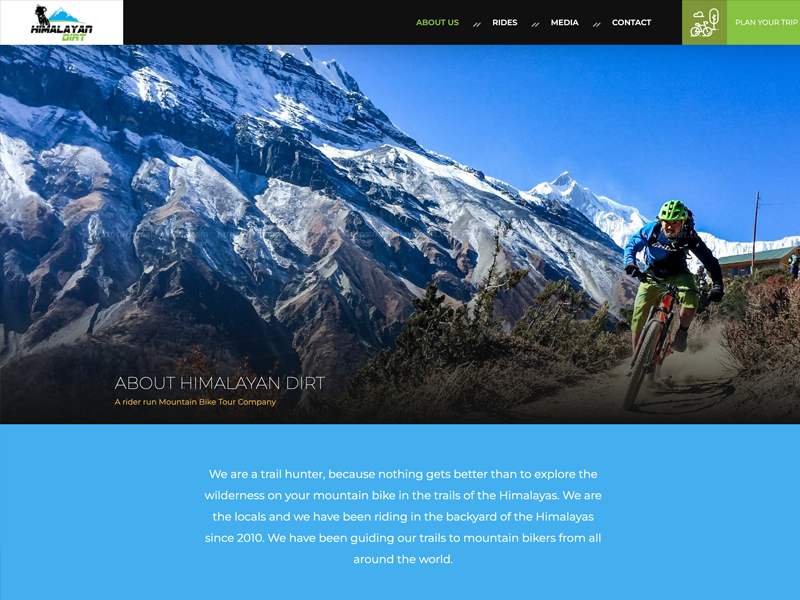 HIMALAYAN
DIRT
ABOUT US // RIDES // MEDIA // CONTACT
PLAN YOUR TRIP
ABOUT HIMALAYAN DIRT
A rider run Mountain Bike Tour Company
We are a trail hunter, because nothing gets better than to explore the
wilderness on your mountain bike in the trails of the Himalayas. We are
the locals and we have been riding in the backyard of the Himalayas
since 2010. We have been guiding our trails to mountain bikers from all
around the world.